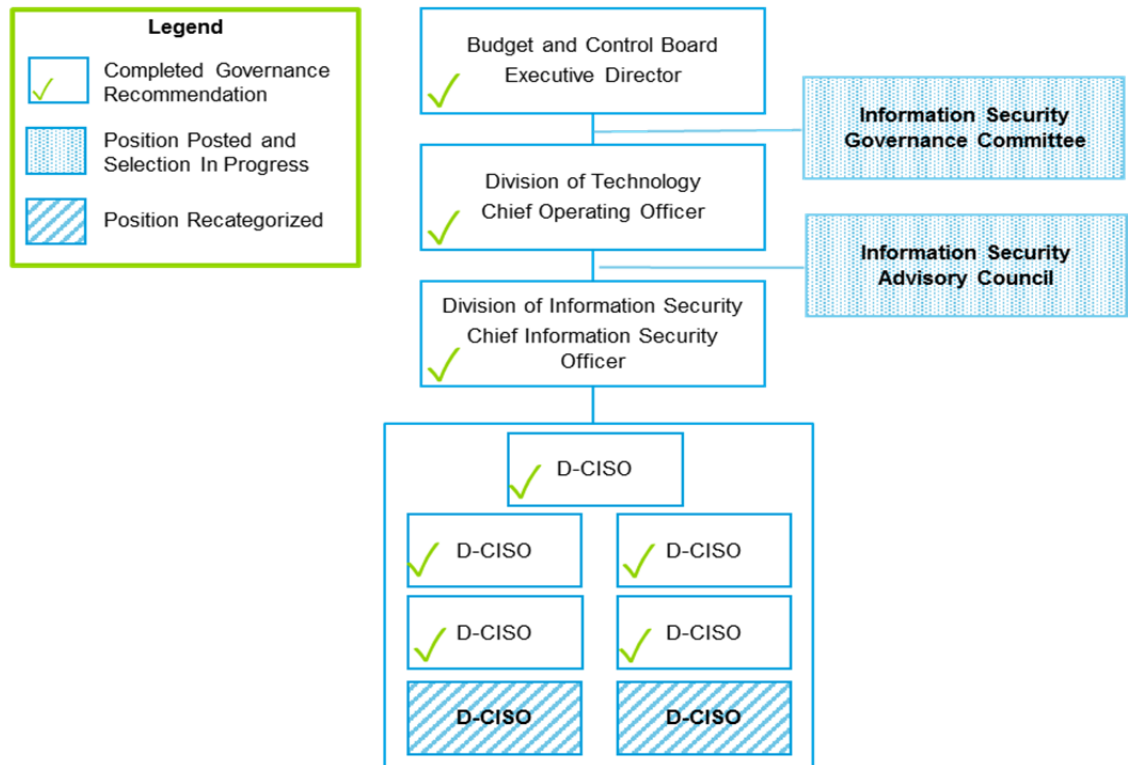 Legend
Completed Governance
Recommendation
Position Posted and
Selection In Progress
Position Recategorized
Budget and Control Board
Executive Director
Information Security
Governance Committee
Division of Technology
Chief Operating Officer
Information Security
Advisory Council
Division of Information Security
Chief Information Security
Officer
D-CISO
D-CISO
D-CISO
D-CISO
D-CISO
D-CISO
D-CISO